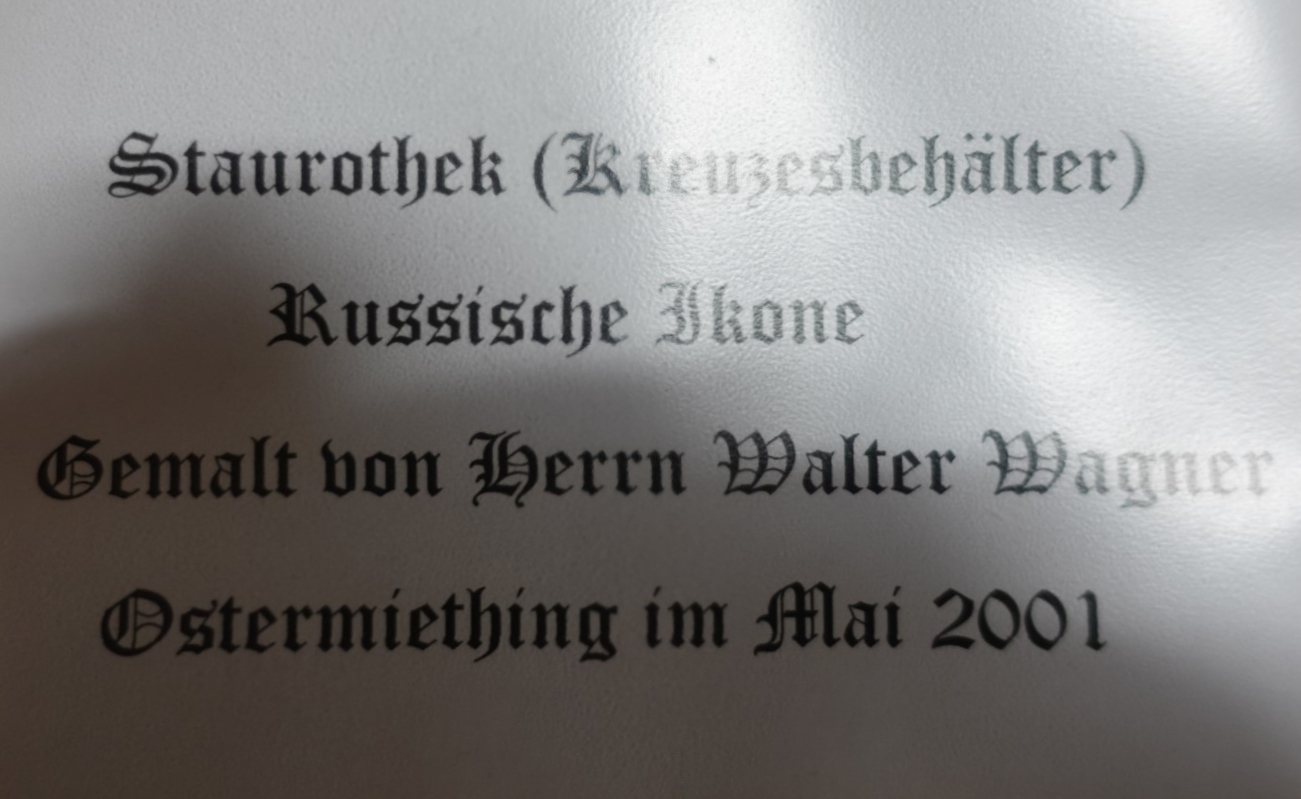 Staurothek (Kreuzesbehälter)
Russische Ikone
Gemalt von Herrn Walter Wagner
Ostermiething im Mai 2001